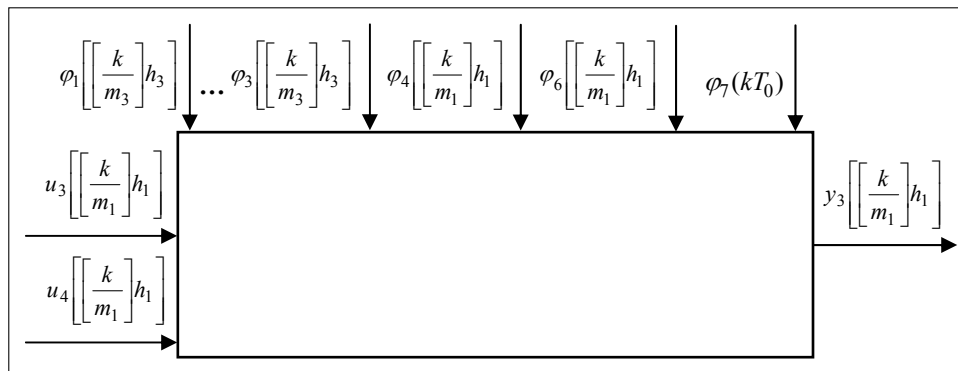 φ₁[[k/m₃]h₃] ... φ₃[[k/m₃]h₃] φ₄[[k/m₁]h₁] φ₆[[k/m₁]h₁] φ₇(kT₀)
u₃[[k/m₁]h₁]
y₃[[k/m₁]h₁]
u₄[[k/m₁]h₁]